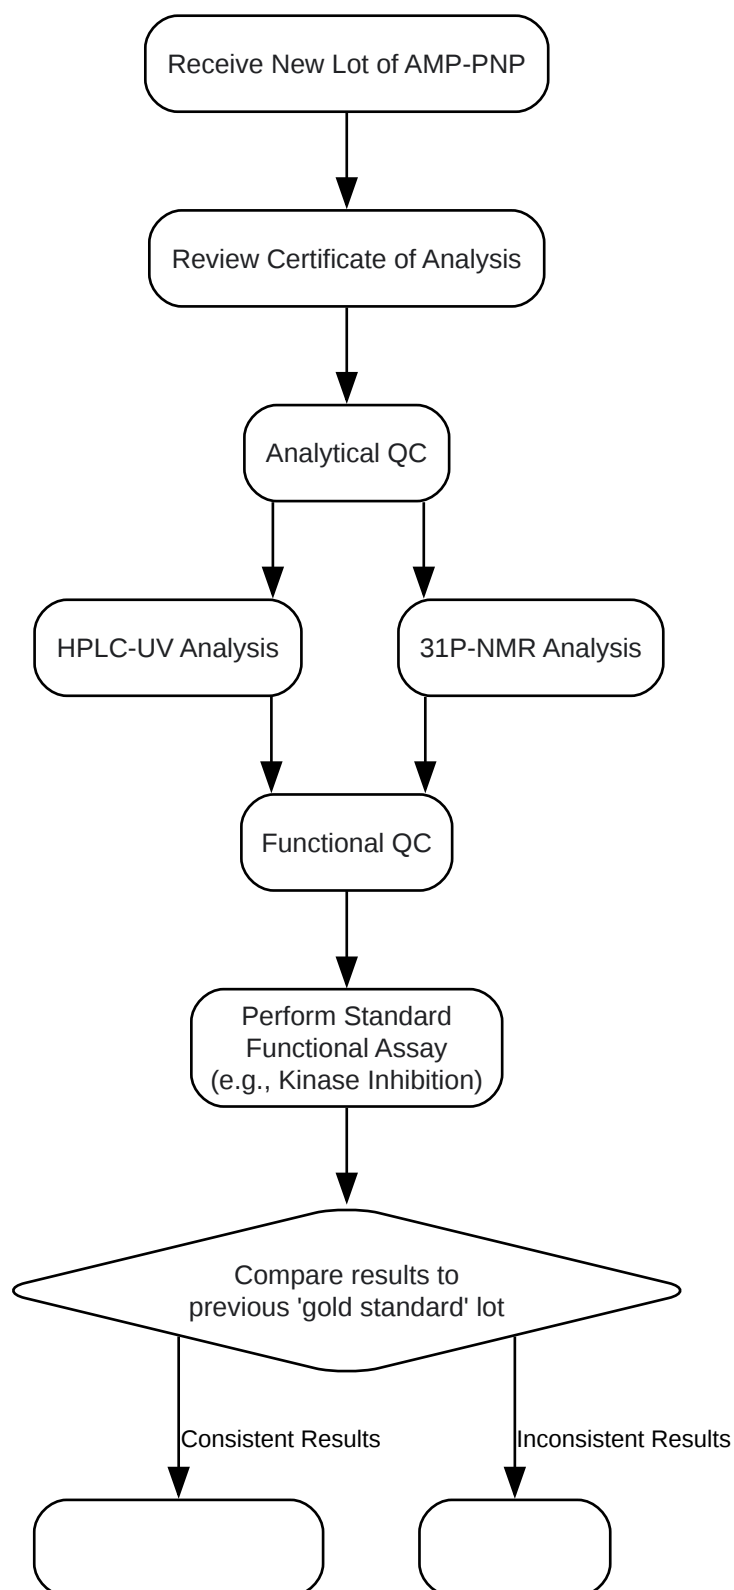 Receive New Lot of AMP-PNP
Review Certificate of Analysis
Analytical QC
HPLC-UV Analysis
31P-NMR Analysis
Functional QC
Perform Standard
Functional Assay
(e.g., Kinase Inhibition)
Compare results to
previous 'gold standard' lot
Consistent Results
Inconsistent Results